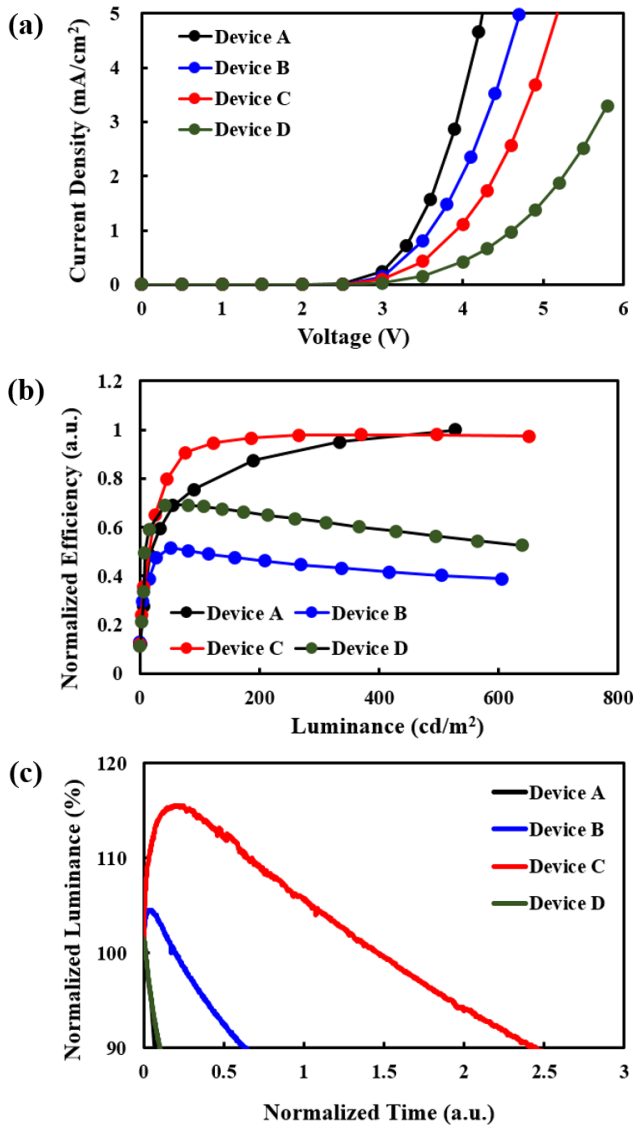 (a)
Current Density (mA/cm²)
5
4
3
2
1
0
Device A
Device B
Device C
Device D
0 1 2 3 4 5 6
Voltage (V)
(b)
Normalized Efficiency (a.u.)
1.2
1
0.8
0.6
0.4
0.2
0
Device A Device B
Device C Device D
0 200 400 600 800
Luminance (cd/m²)
(c)
Normalized Luminance (%)
120
110
100
90
Device A
Device B
Device C
Device D
0 0.5 1 1.5 2 2.5 3
Normalized Time (a.u.)